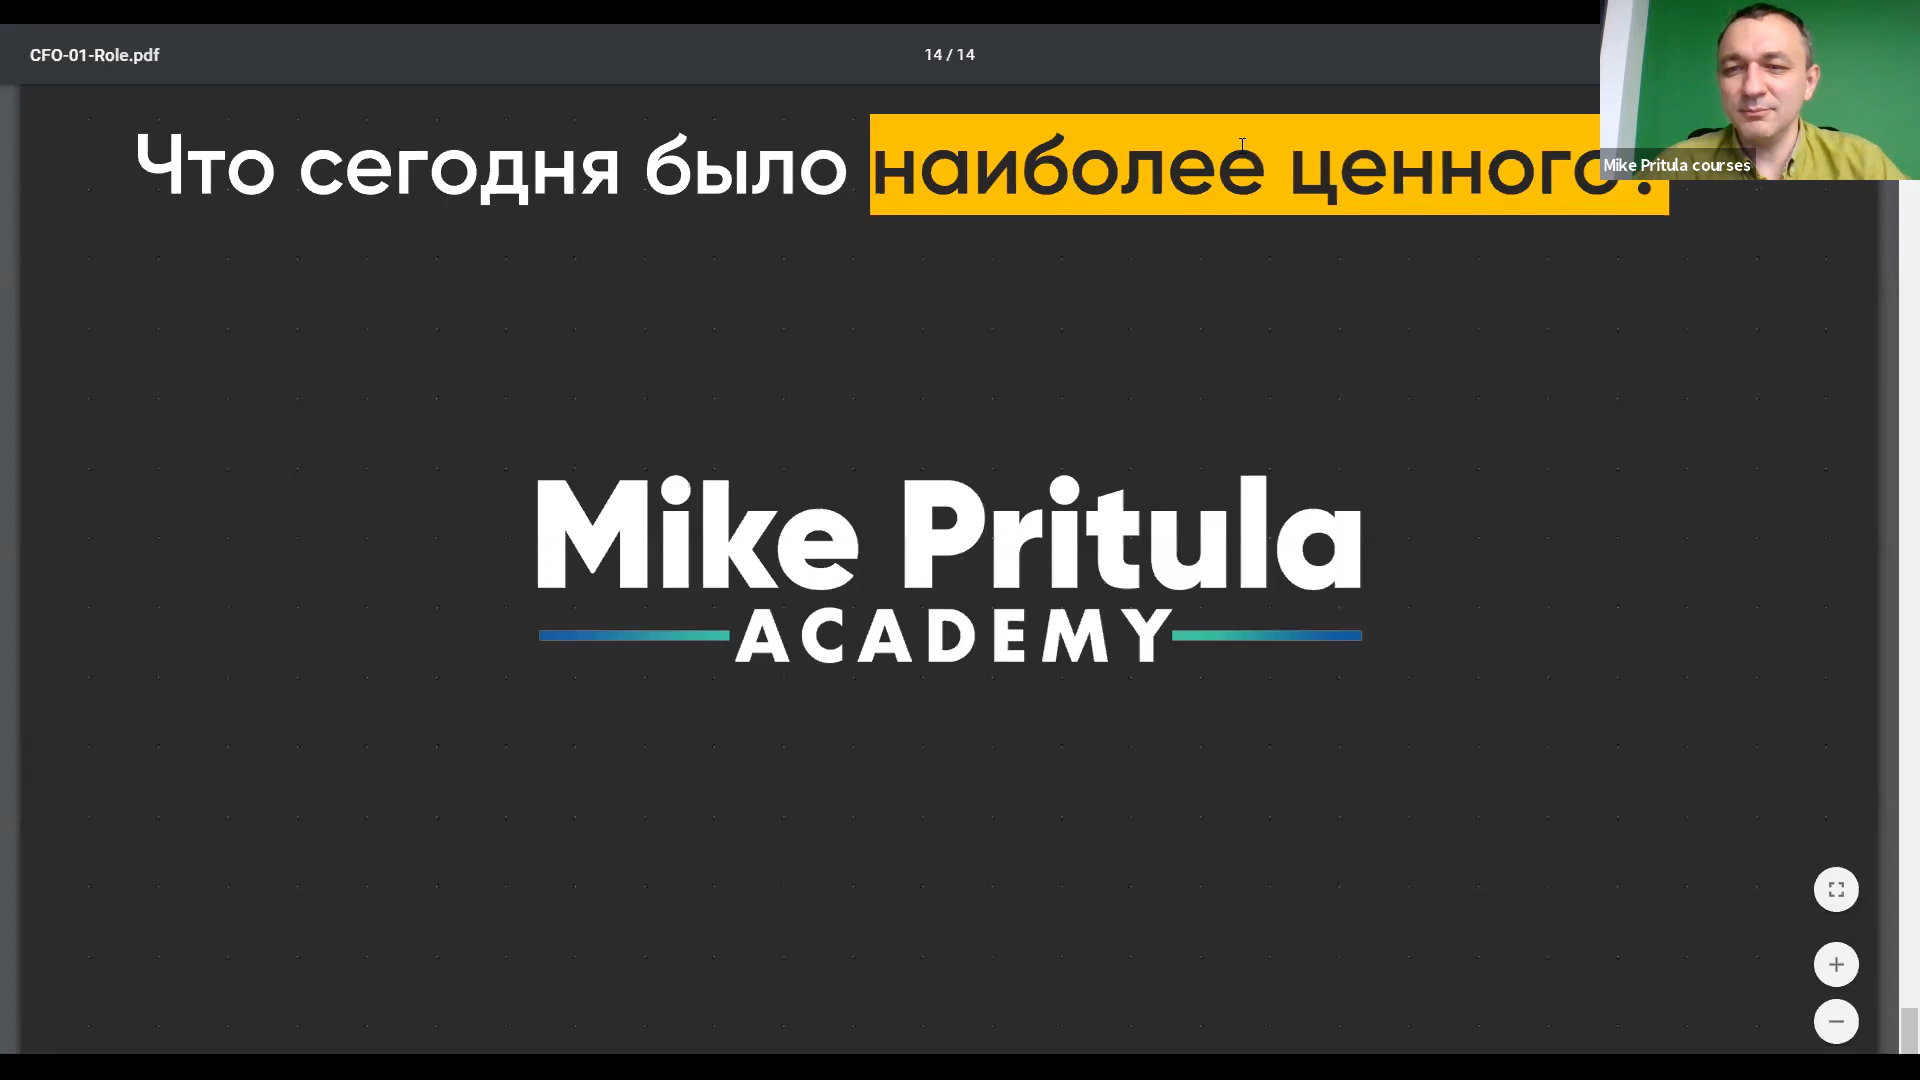 CFO-01-Role.pdf
14 / 14
Что сегодня было наиболее ценного?
Mike Pritula courses
Mike Pritula
ACADEMY